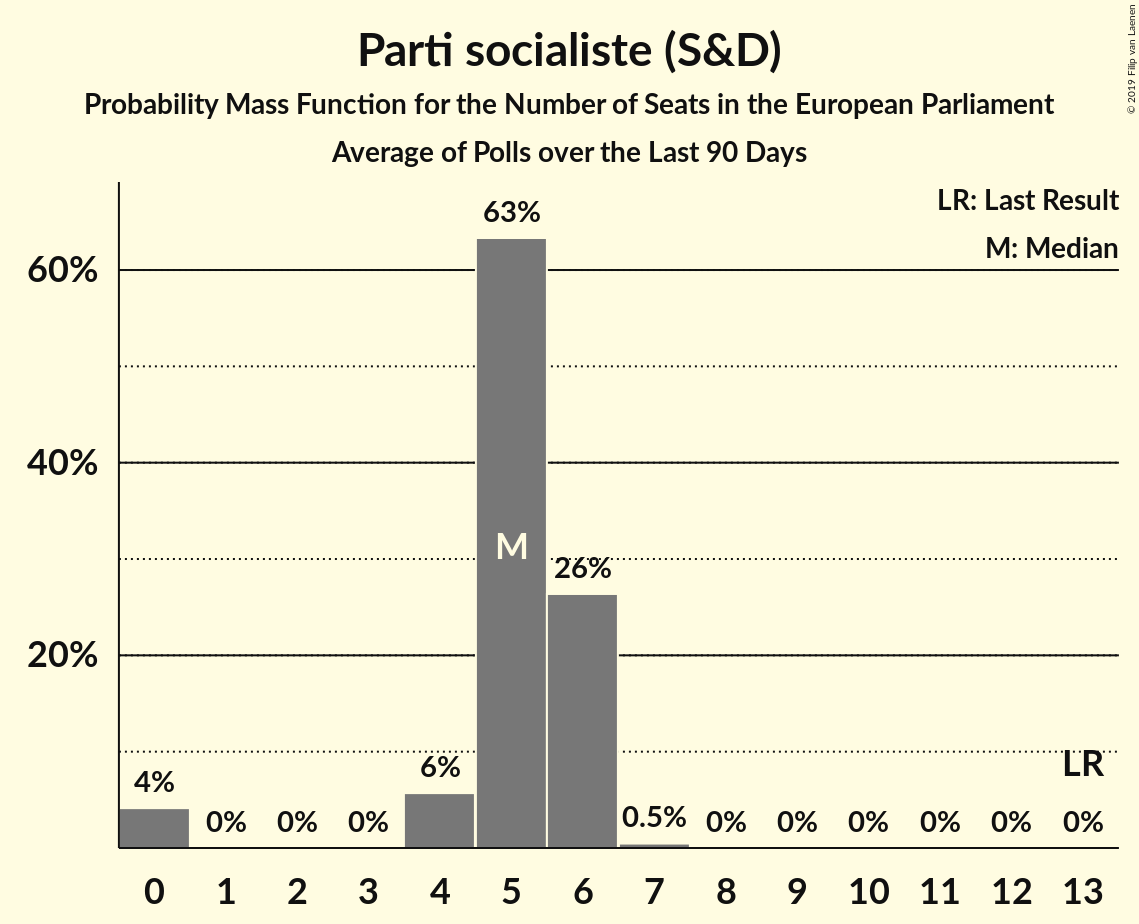 Parti socialiste (S&D)
Probability Mass Function for the Number of Seats in the European Parliament
Average of Polls over the Last 90 Days
© 2019 Filip van Laenen
LR: Last Result
M: Median
63%
60%
40%
M
26%
20%
LR
4%
6%
0% 0% 0% 0.5% 0% 0% 0% 0% 0% 0%
0 1 2 3 4 5 6 7 8 9 10 11 12 13